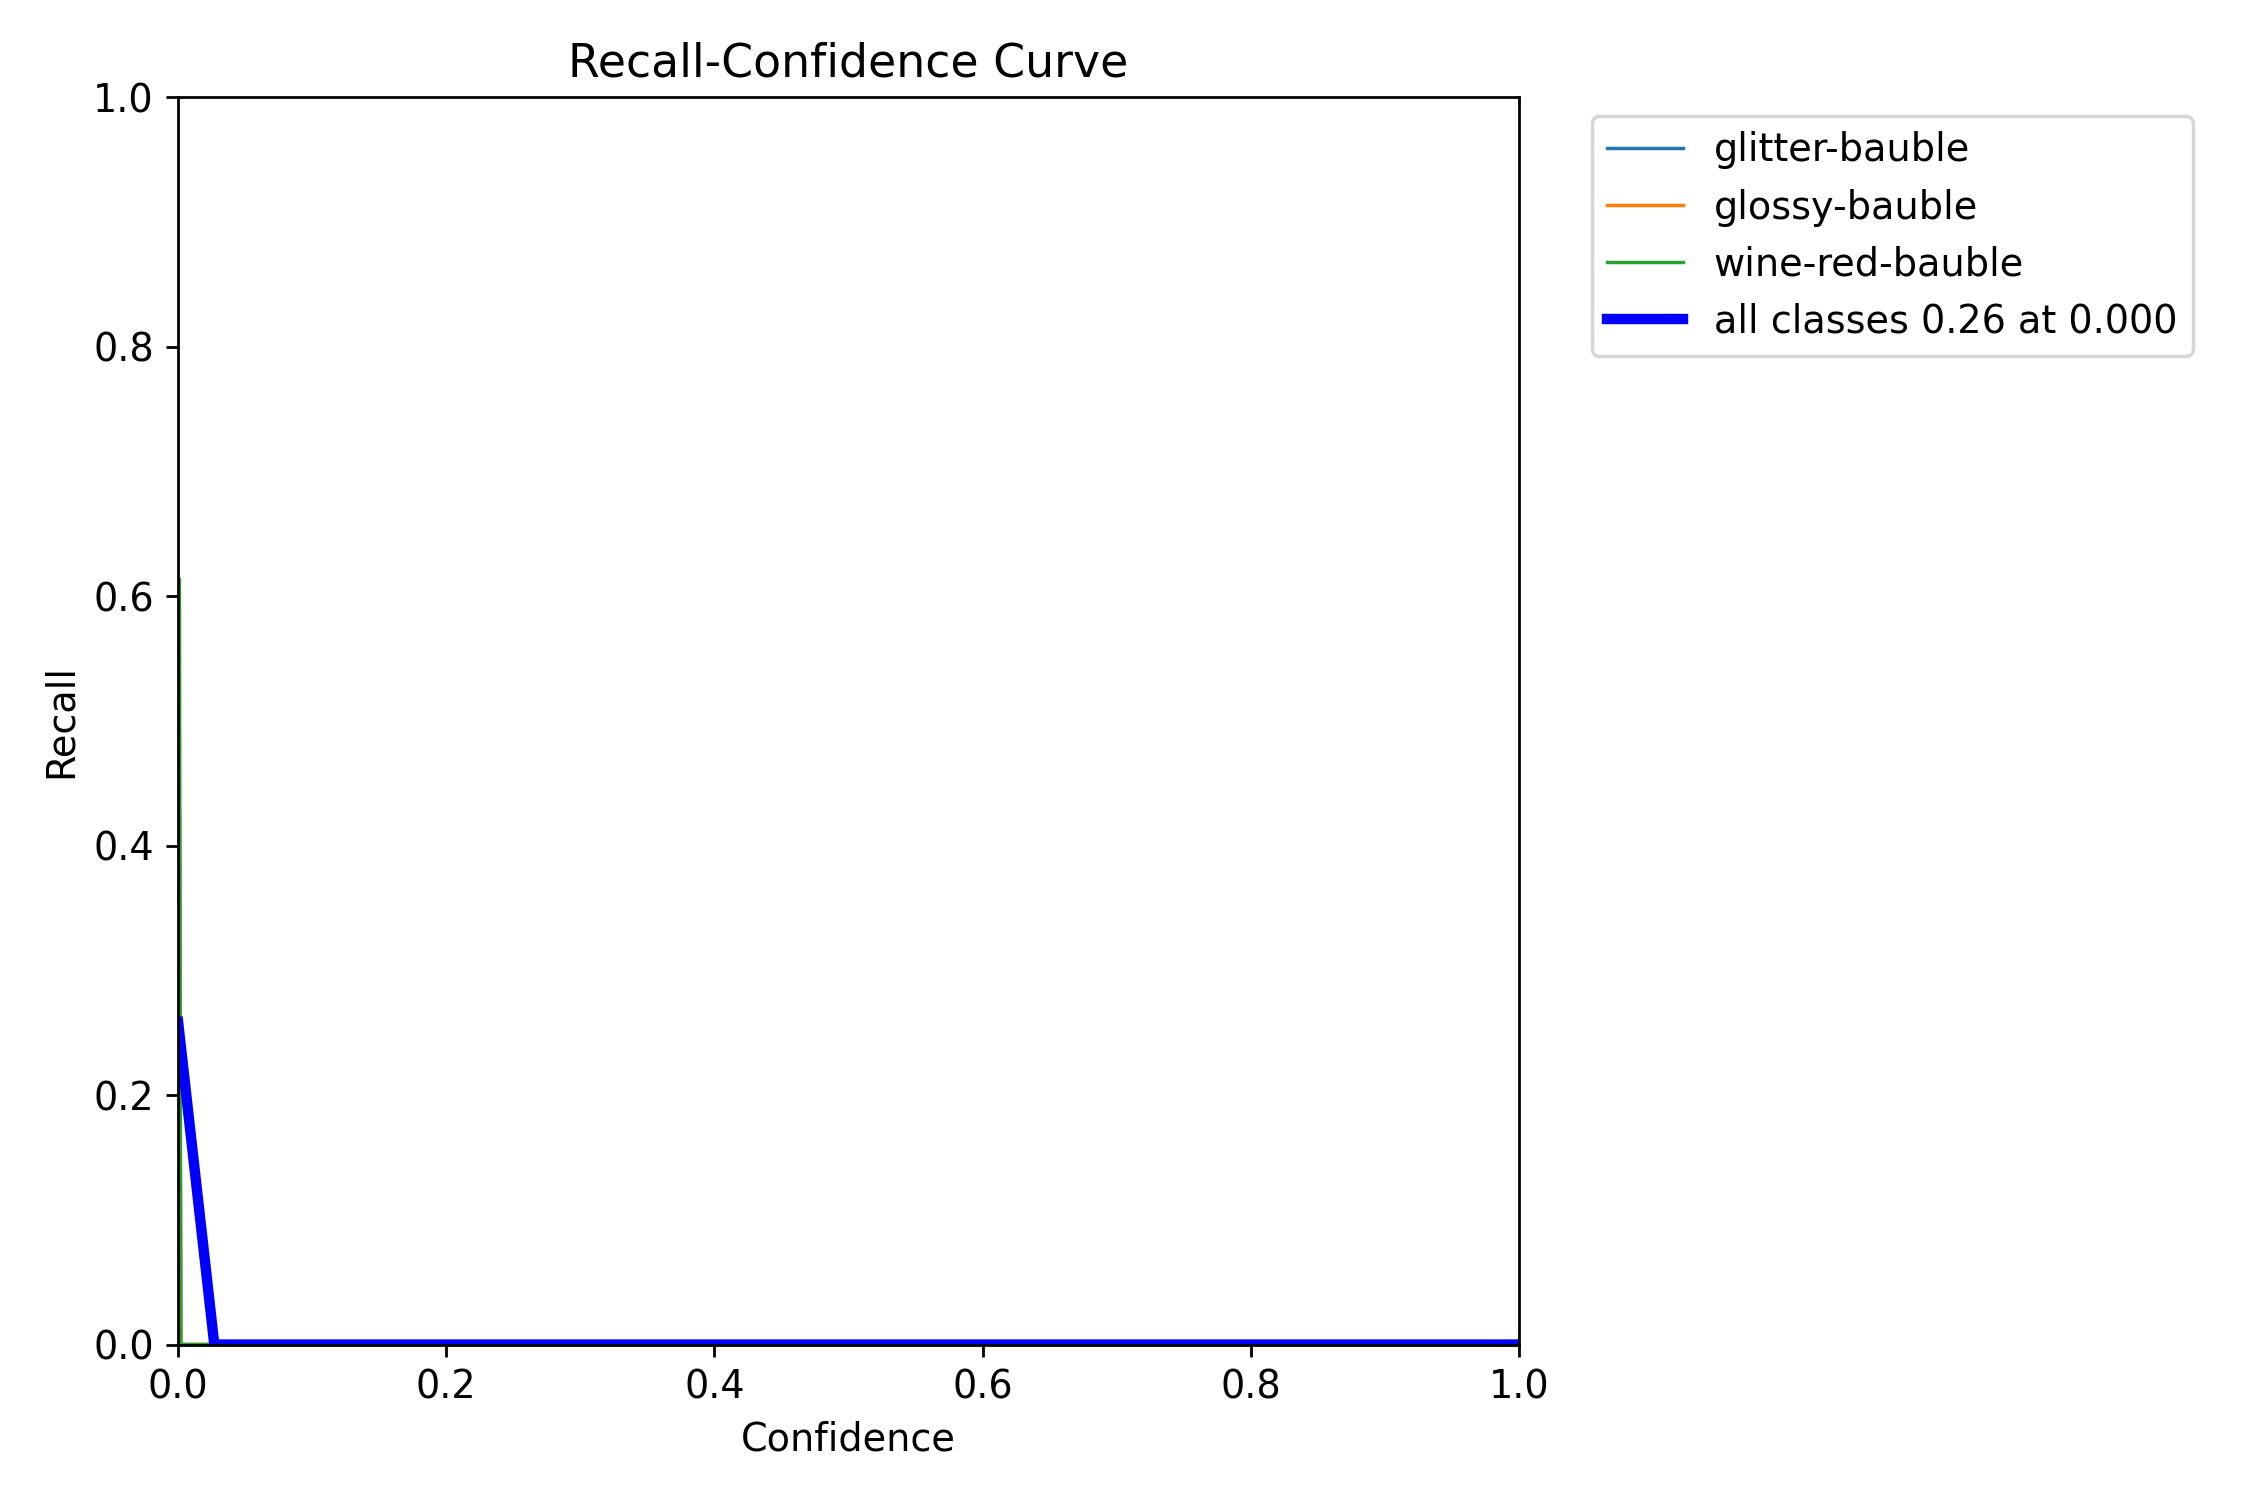 Recall-Confidence Curve
1.0
0.8
0.6
0.4
0.2
0.0
Recall
0.0 0.2 0.4 0.6 0.8 1.0
Confidence
glitter-bauble
glossy-bauble
wine-red-bauble
all classes 0.26 at 0.000